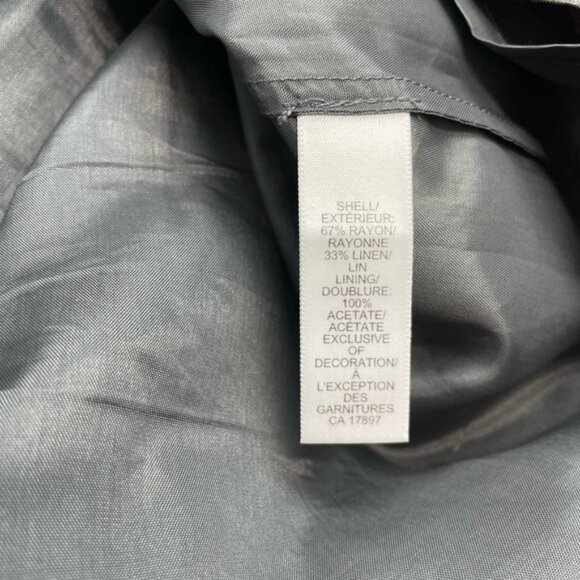 SHELL/
EXTÉRIEUR:
67% RAYON/
RAYONNE
33% LINEN/
LIN
LINING/
DOUBLURE:
100%
ACETATE/
ACÉTATE
EXCLUSIVE
OF
DECORATION/
À
L'EXCEPTION
DES
GARNITURES
CA 17897